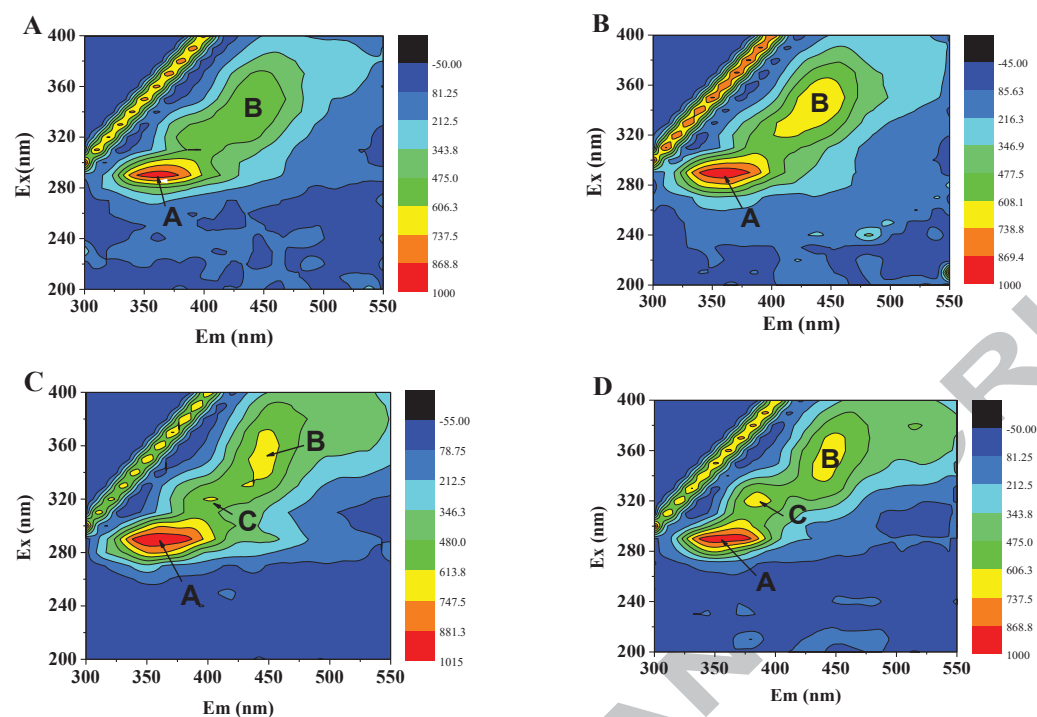 A
400
360
320
280
240
200
Ex(nm)
B
A
300 350 400 450 500 550
Em (nm)
-50.00
81.25
212.5
343.8
475.0
606.3
737.5
868.8
1000
B
400
360
320
280
240
200
Ex (nm)
B
A
300 350 400 450 500 550
Em (nm)
-45.00
85.63
216.3
346.9
477.5
608.1
738.8
869.4
1000
C
400
360
320
280
240
200
Ex (nm)
B
C
A
300 350 400 450 500 550
Em (nm)
-55.00
78.75
212.5
346.3
480.0
613.8
747.5
881.3
1015
D
400
360
320
280
240
200
Ex (nm)
B
C
A
300 350 400 450 500 550
Em (nm)
-50.00
81.25
212.5
343.8
475.0
606.3
737.5
868.8
1000